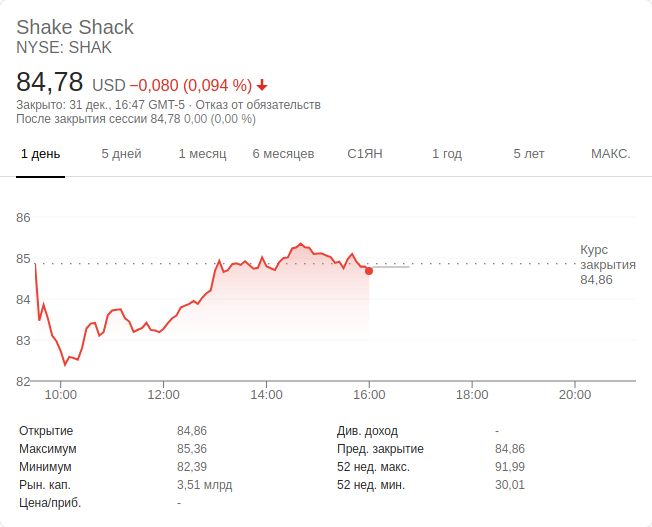 Shake Shack
NYSE: SHAK
84,78 USD −0,080 (0,094 %)
Закрыто: 31 дек., 16:47 GMT-5 · Отказ от обязательств
После закрытия сессии 84,78 0,00 (0,00 %)
1 день 5 дней 1 месяц 6 месяцев С1ЯН 1 год 5 лет МАКС.
86
85
84
83
82
Курс
закрытия
84,86
10:00 12:00 14:00 16:00 18:00 20:00
Открытие 84,86 Див. доход -
Максимум 85,36 Пред. закрытие 84,86
Минимум 82,39 52 нед. макс. 91,99
Рын. кап. 3,51 млрд 52 нед. мин. 30,01
Цена/приб. -